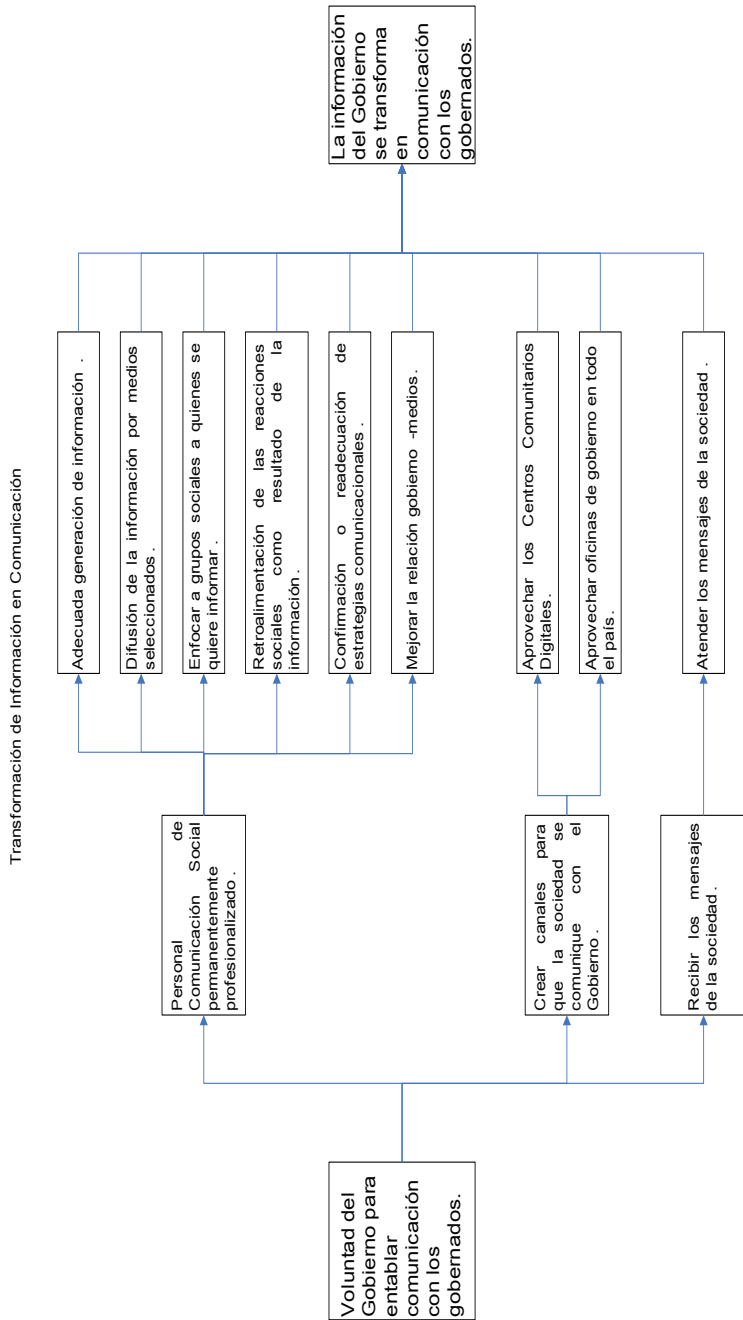 Transformación de Información en Comunicación
Voluntad del
Gobierno para
entablar
comunicación
con los
gobernados.
Personal de
Comunicación Social
permanentemente
profesionalizado .
Crear canales para
que la sociedad se
comunique con el
Gobierno .
Recibir los mensajes
de la sociedad .
Adecuada generación de información .
Difusión de la información por medios
seleccionados .
Enfocar a grupos sociales a quienes se
quiere informar .
Retroalimentación de las reacciones
sociales como resultado de la
información .
Confirmación o readecuación de
estrategias comunicacionales .
Mejorar la relación gobierno -medios .
Aprovechar los Centros Comunitarios
Digitales.
Aprovechar oficinas de gobierno en todo
el país.
Atender los mensajes de la sociedad .
La información
del Gobierno
se transforma
en
comunicación
con los
gobernados.